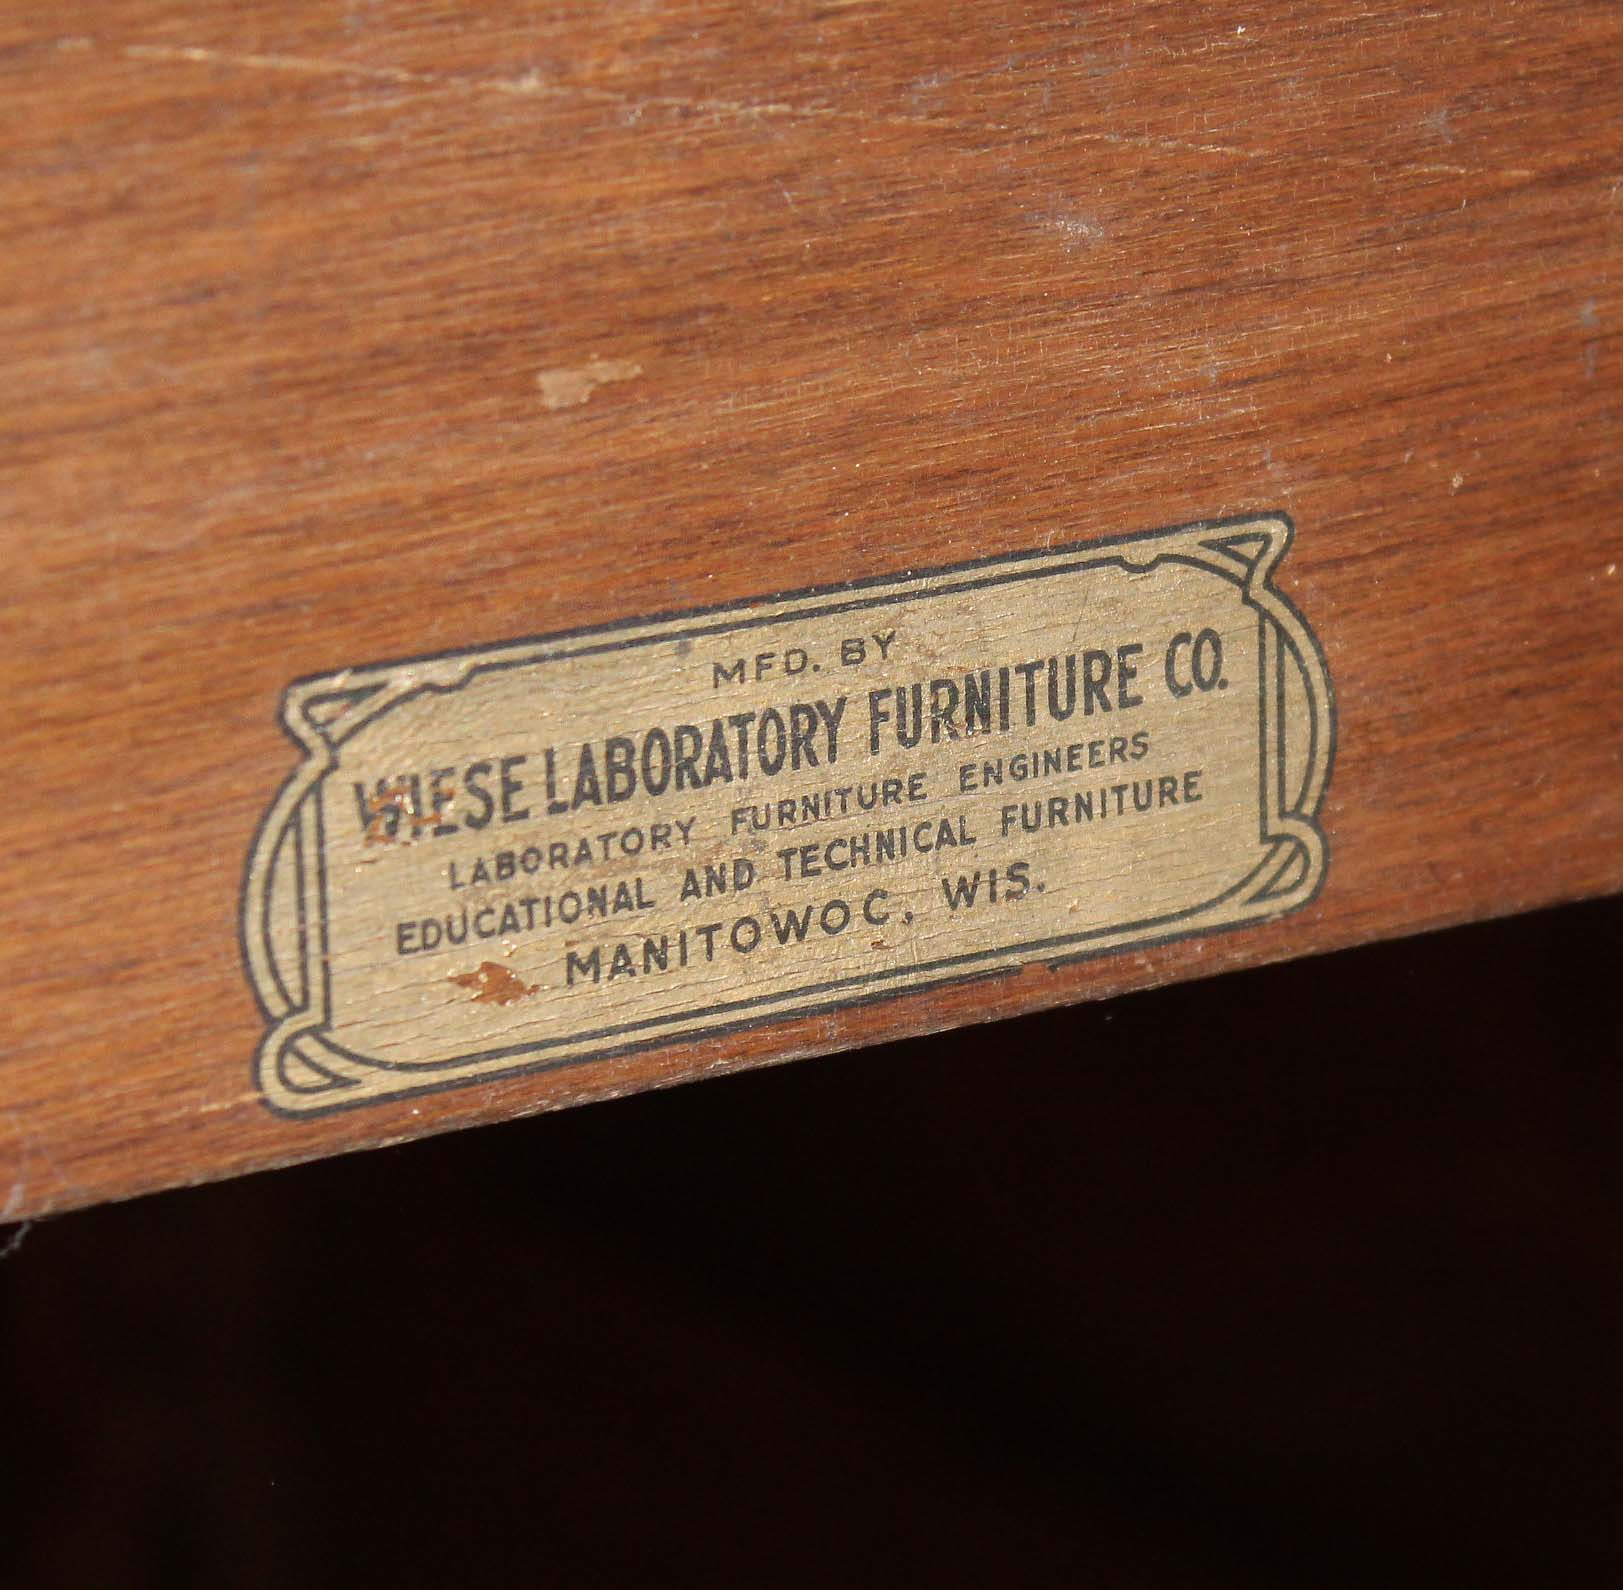 MFD. BY
WIESE LABORATORY FURNITURE CO.
LABORATORY FURNITURE ENGINEERS
EDUCATIONAL AND TECHNICAL FURNITURE
MANITOWOC, WIS.